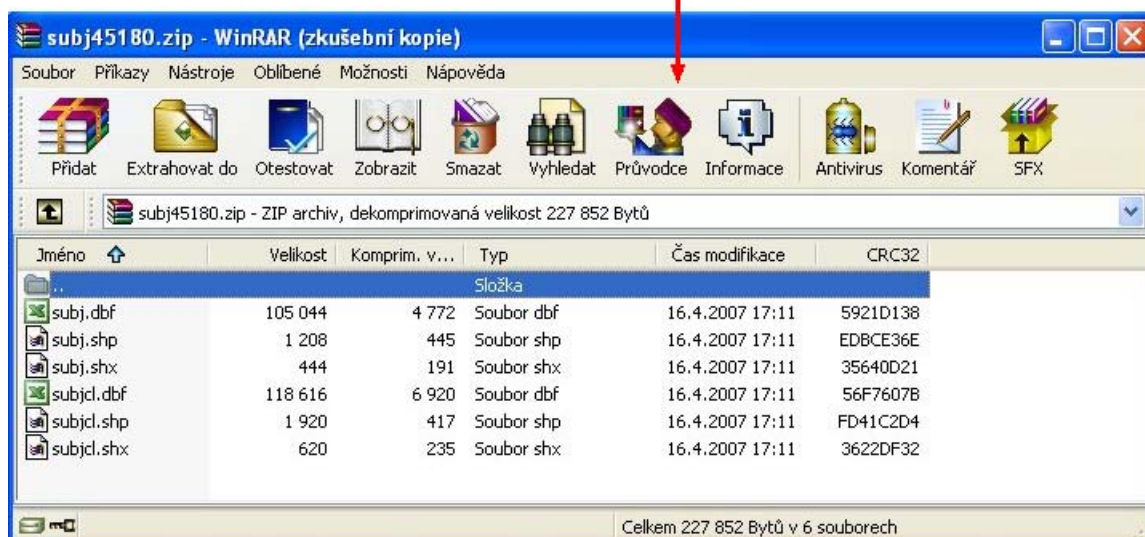 subj45180.zip - WinRAR (zkušební kopie)
Soubor Příkazy Nástroje Oblíbené Možnosti Nápověda
Přidat Extrahovat do Otestovat Zobrazit Smazat Vyhledat Průvodce Informace Antivirus Komentář SFX
subj45180.zip - ZIP archiv, dekomprimovaná velikost 227 852 Bytů
Jméno Velikost Komprim. v... Typ Čas modifikace CRC32
.. Složka
subj.dbf 105 044 4 772 Soubor dbf 16.4.2007 17:11 5921D138
subj.shp 1 208 445 Soubor shp 16.4.2007 17:11 EDBCE36E
subj.shx 444 191 Soubor shx 16.4.2007 17:11 35640D21
subjcl.dbf 118 616 6 920 Soubor dbf 16.4.2007 17:11 56F7607B
subjcl.shp 1 920 417 Soubor shp 16.4.2007 17:11 FD41C2D4
subjcl.shx 620 235 Soubor shx 16.4.2007 17:11 3622DF32
Celkem 227 852 Bytů v 6 souborech